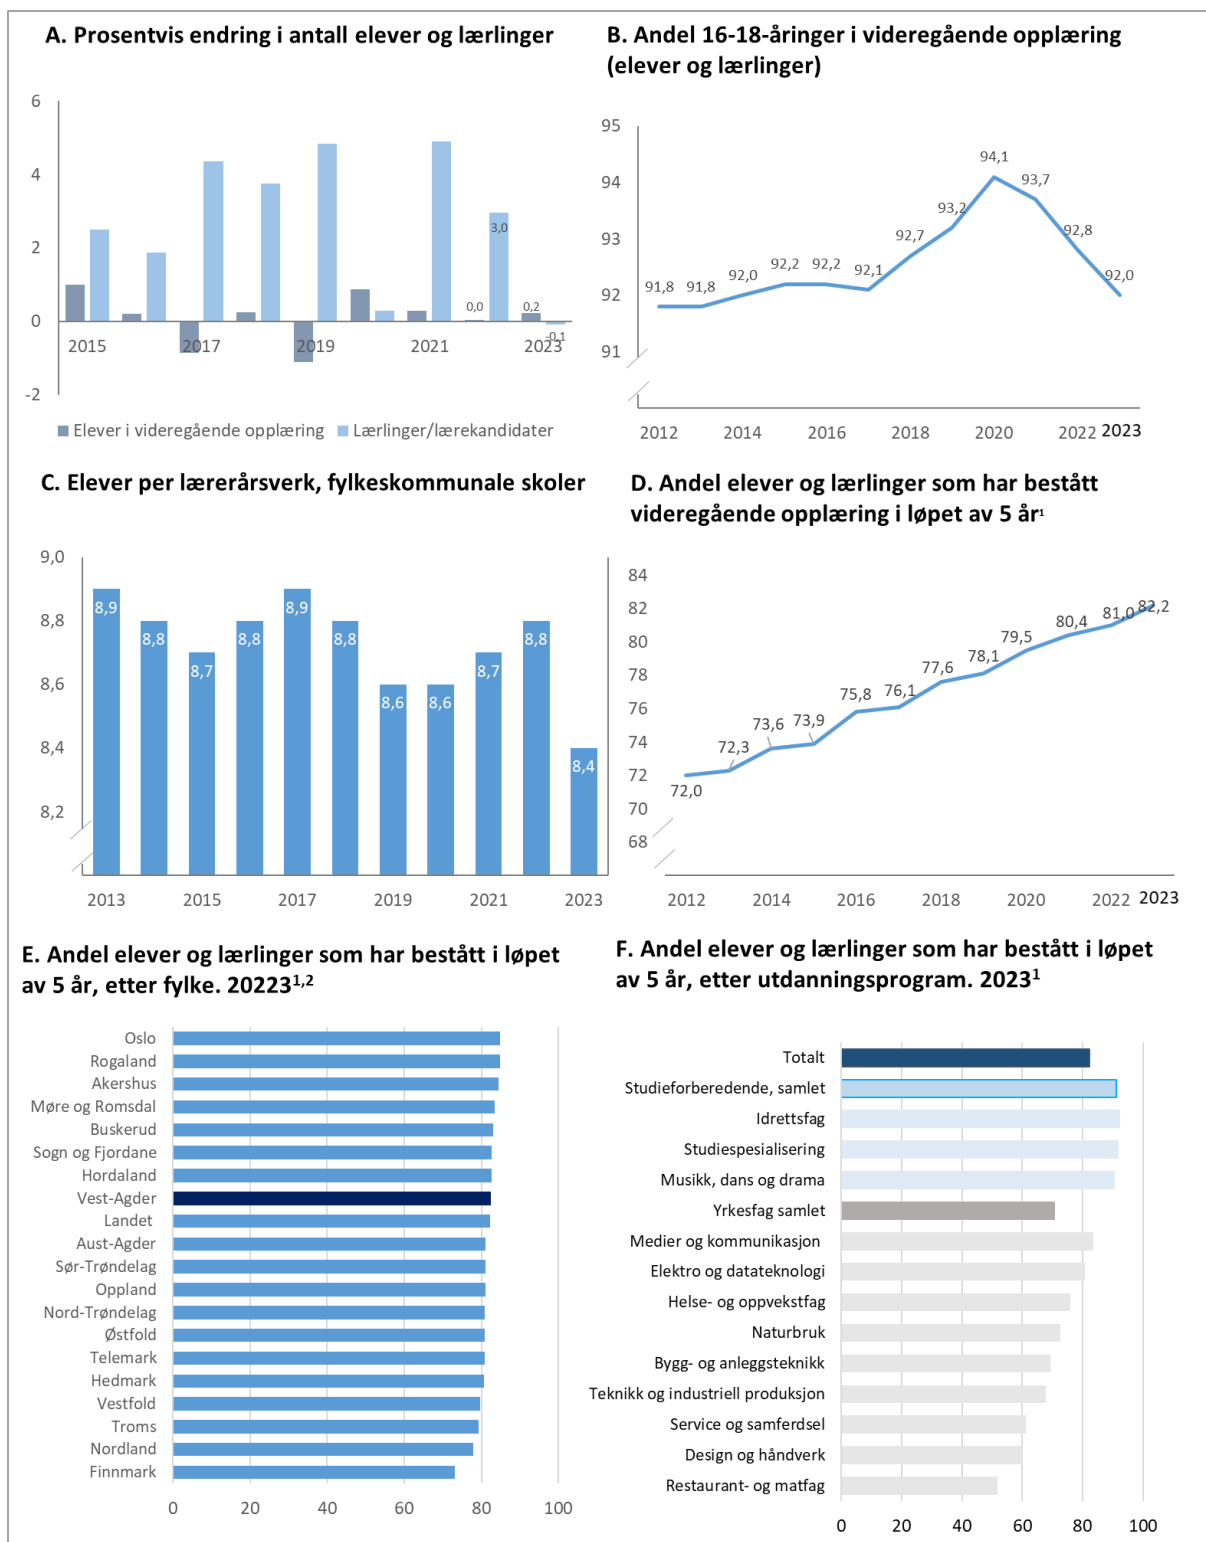 A. Prosentvis endring i antall elever og lærlinger
6
4
2
0
-2
3,0
0,0
0,2
-0,1
2015
2017
2019
2021
2023
Elever i videregående opplæring
Lærlinger/lærekandidater
B. Andel 16-18-åringer i videregående opplæring
(elever og lærlinger)
95
94
93
92
91
91,8
91,8
92,0
92,2
92,2
92,1
92,7
93,2
94,1
93,7
92,8
92,0
2012
2014
2016
2018
2020
2022
2023
C. Elever per lærerårsverk, fylkeskommunale skoler
9,0
8,8
8,6
8,4
8,2
8,9
8,8
8,7
8,8
8,9
8,8
8,6
8,6
8,7
8,8
8,4
2013
2015
2017
2019
2021
2023
D. Andel elever og lærlinger som har bestått
videregående opplæring i løpet av 5 år¹
84
82
80
78
76
74
72
70
68
72,0
72,3
73,6
73,9
75,8
76,1
77,6
78,1
79,5
80,4
81,0
82,2
2012
2014
2016
2018
2020
2022
2023
E. Andel elever og lærlinger som har bestått i løpet
av 5 år, etter fylke. 20223¹,²
Oslo
Rogaland
Akershus
Møre og Romsdal
Buskerud
Sogn og Fjordane
Hordaland
Vest-Agder
Landet
Aust-Agder
Sør-Trøndelag
Oppland
Nord-Trøndelag
Østfold
Telemark
Hedmark
Vestfold
Troms
Nordland
Finnmark
0
20
40
60
80
100
F. Andel elever og lærlinger som har bestått i løpet
av 5 år, etter utdanningsprogram. 2023¹
Totalt
Studieforberedende, samlet
Idrettsfag
Studiespesialisering
Musikk, dans og drama
Yrkesfag samlet
Medier og kommunikasjon
Elektro og datateknologi
Helse- og oppvekstfag
Naturbruk
Bygg- og anleggsteknikk
Teknikk og industriell produksjon
Service og samferdsel
Design og håndverk
Restaurant- og matfag
0
20
40
60
80
100